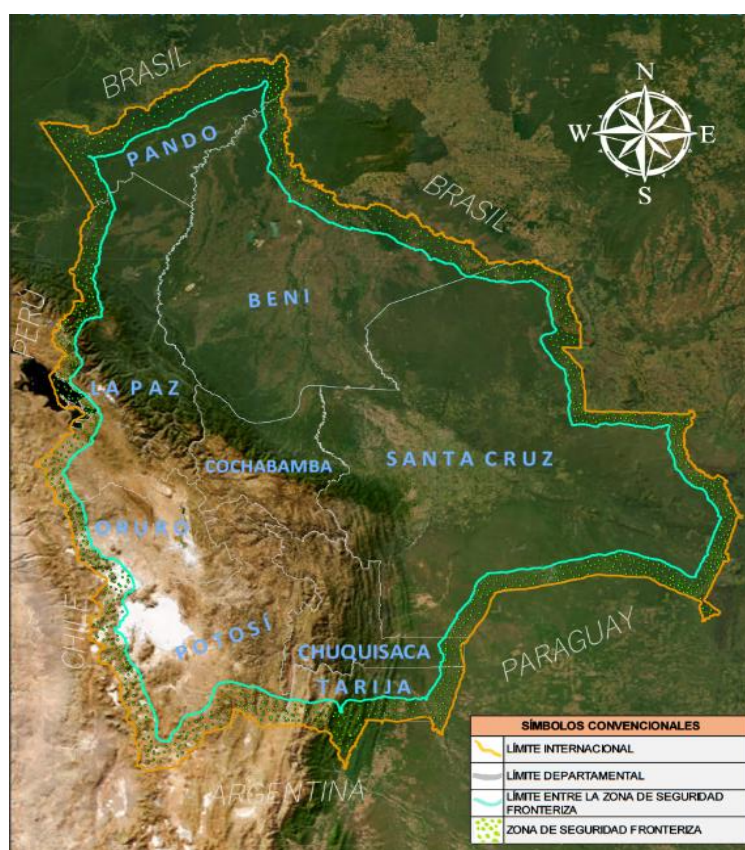 BRASIL
N
W E
S
PANDO
BRASIL
BENI
PERÚ
LA PAZ
COCHABAMBA
SANTA CRUZ
ORURO
CHILE
POTOSÍ
CHUQUISACA
PARAGUAY
TARIJA
ARGENTINA
SÍMBOLOS CONVENCIONALES
LÍMITE INTERNACIONAL
LÍMITE DEPARTAMENTAL
LÍMITE ENTRE LA ZONA DE SEGURIDAD
FRONTERIZA
ZONA DE SEGURIDAD FRONTERIZA